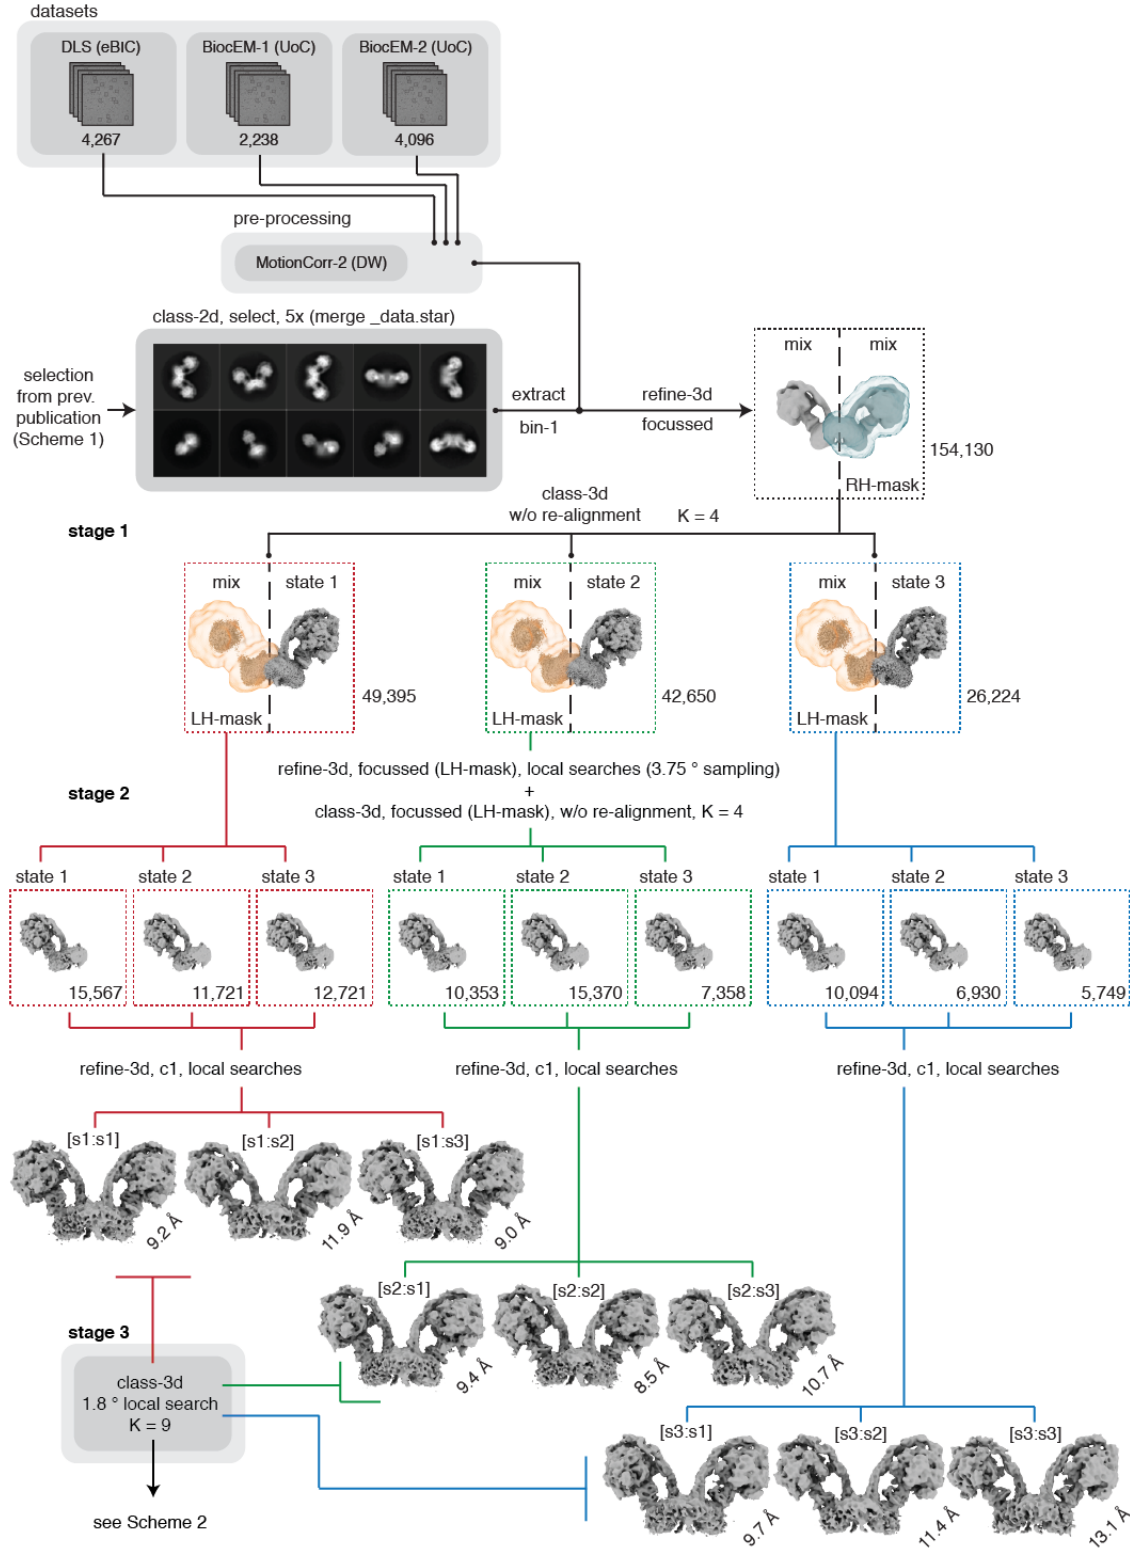 datasets
DLS (eBIC)
BiocEM-1 (UoC)
BiocEM-2 (UoC)
4,267
2,238
4,096
pre-processing
MotionCorr-2 (DW)
class-2d, select, 5x (merge _data.star)
selection
from prev.
publication
(Scheme 1)
extract
bin-1
refine-3d
focussed
mix
mix
154,130
RH-mask
stage 1
class-3d
w/o re-alignment
K = 4
mix
state 1
49,395
LH-mask
mix
state 2
42,650
LH-mask
mix
state 3
26,224
LH-mask
stage 2
refine-3d, focussed (LH-mask), local searches (3.75 ° sampling)
+
class-3d, focussed (LH-mask), w/o re-alignment, K = 4
state 1
state 2
state 3
state 1
state 2
state 3
state 1
state 2
state 3
15,567
11,721
12,721
10,353
15,370
7,358
10,094
6,930
5,749
refine-3d, c1, local searches
refine-3d, c1, local searches
refine-3d, c1, local searches
[s1:s1]
[s1:s2]
[s1:s3]
9.2 Å
11.9 Å
9.0 Å
[s2:s1]
[s2:s2]
[s2:s3]
9.4 Å
8.5 Å
10.7 Å
stage 3
class-3d
1.8 ° local search
K = 9
see Scheme 2
[s3:s1]
[s3:s2]
[s3:s3]
9.7 Å
11.4 Å
13.1 Å